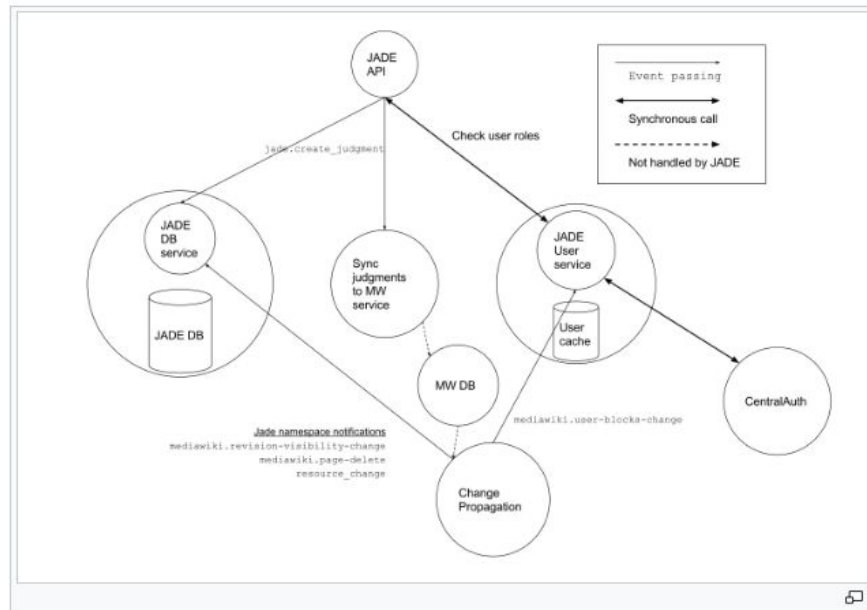 JADE
API
Event passing
Synchronous call
Not handled by JADE
Check user roles
jade.create_judgment
JADE
DB
service
JADE DB
Sync
judgments
to MW
service
JADE
User
service
User
cache
MW DB
CentralAuth
mediawiki.user-blocks-change
Jade namespace notifications
mediawiki.revision-visibility-change
mediawiki.page-delete
resource_change
Change
Propagation